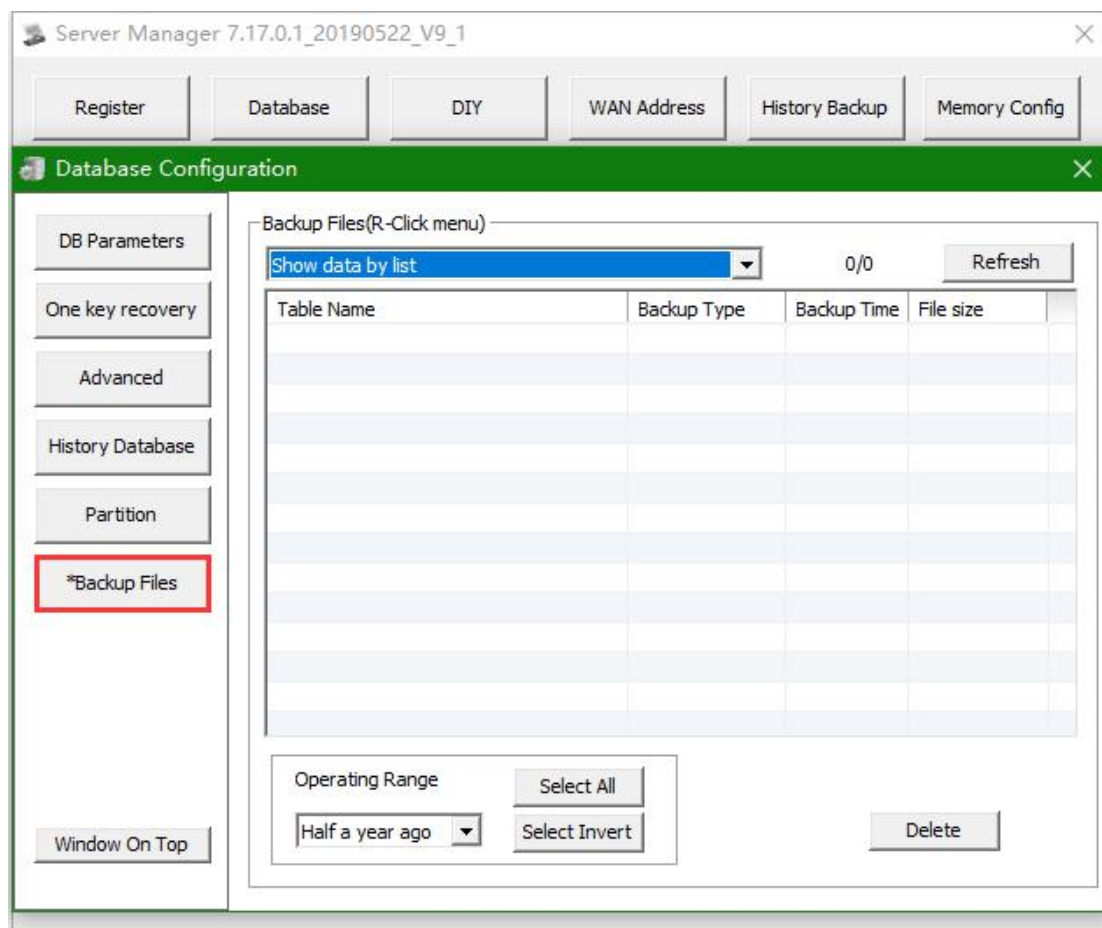 Server Manager 7.17.0.1_20190522_V9_1
Register Database DIY WAN Address History Backup Memory Config
Database Configuration
DB Parameters
One key recovery
Advanced
History Database
Partition
*Backup Files
Window On Top
Backup Files(R-Click menu)
Show data by list 0/0 Refresh
Table Name Backup Type Backup Time File size
Operating Range Select All
Half a year ago Select Invert Delete